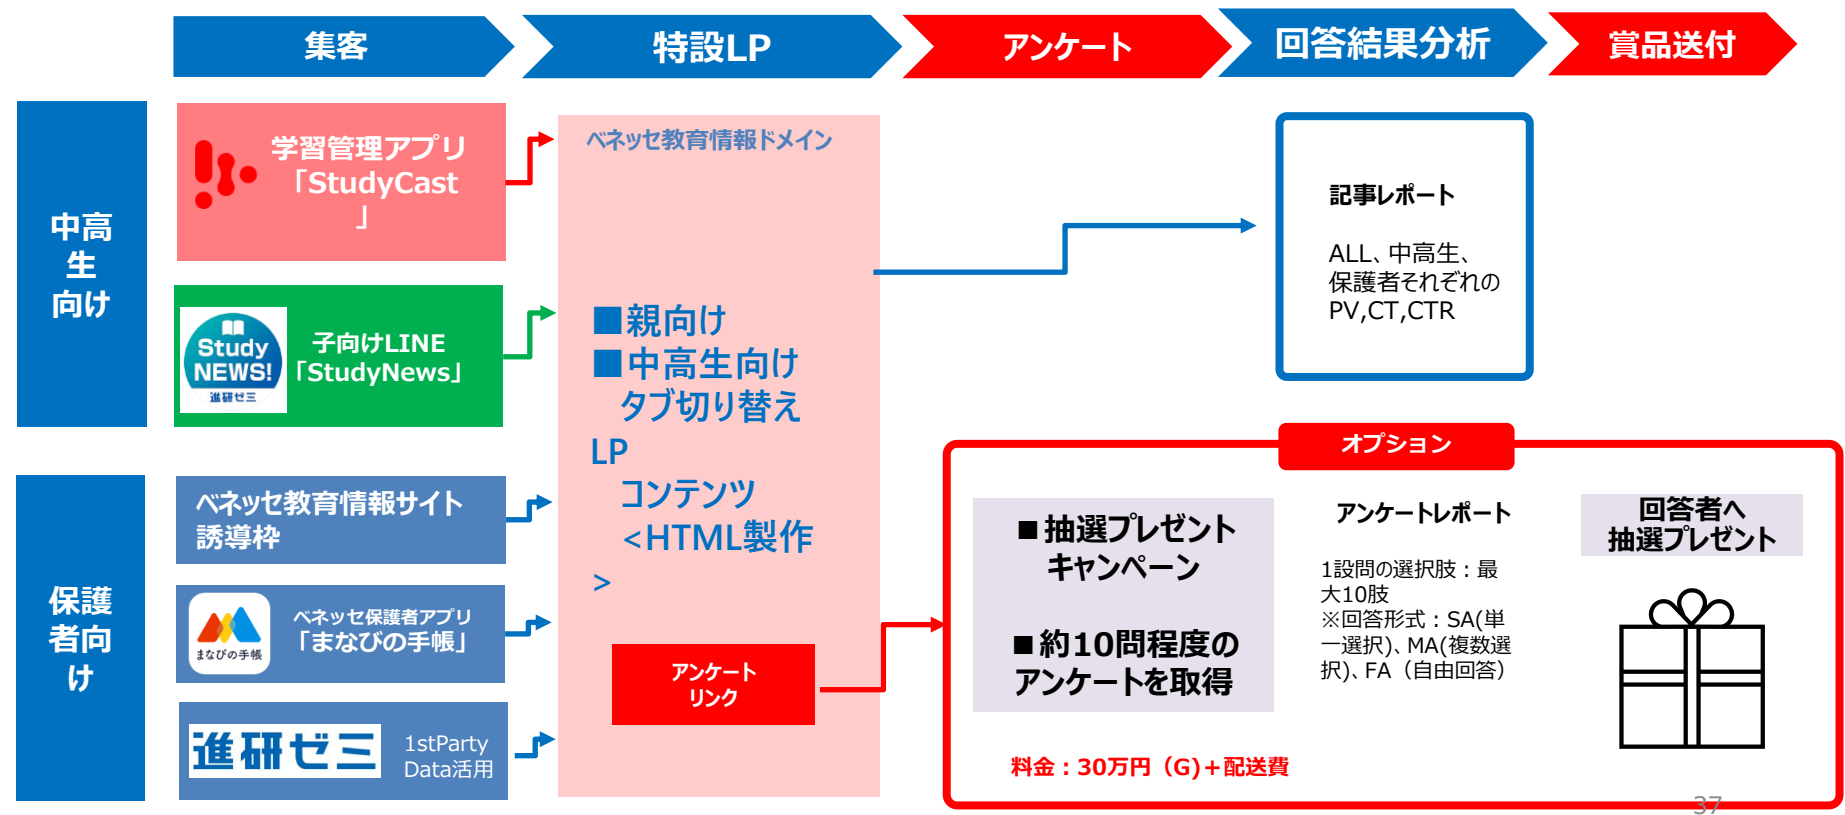 集客
特設LP
アンケート
回答結果分析
賞品送付
中高
生
向け
学習管理アプリ
「StudyCast
」
Study
NEWS!
進研ゼミ
子向けLINE
「StudyNews」
保護
者向
け
ベネッセ教育情報サイト
誘導枠
まなびの手帳
ベネッセ保護者アプリ
「まなびの手帳」
進研ゼミ
1stParty
Data活用
ベネッセ教育情報ドメイン
■親向け
■中高生向け
タブ切り替え
LP
コンテンツ
<HTML製作
>
アンケート
リンク
記事レポート
ALL、中高生、
保護者それぞれの
PV,CT,CTR
オプション
■抽選プレゼント
キャンペーン
■約10問程度の
アンケートを取得
料金：30万円（G)＋配送費
アンケートレポート
1設問の選択肢：最
大10肢
※回答形式：SA(単
一選択)、MA(複数選
択)、FA（自由回答）
回答者へ
抽選プレゼント
37